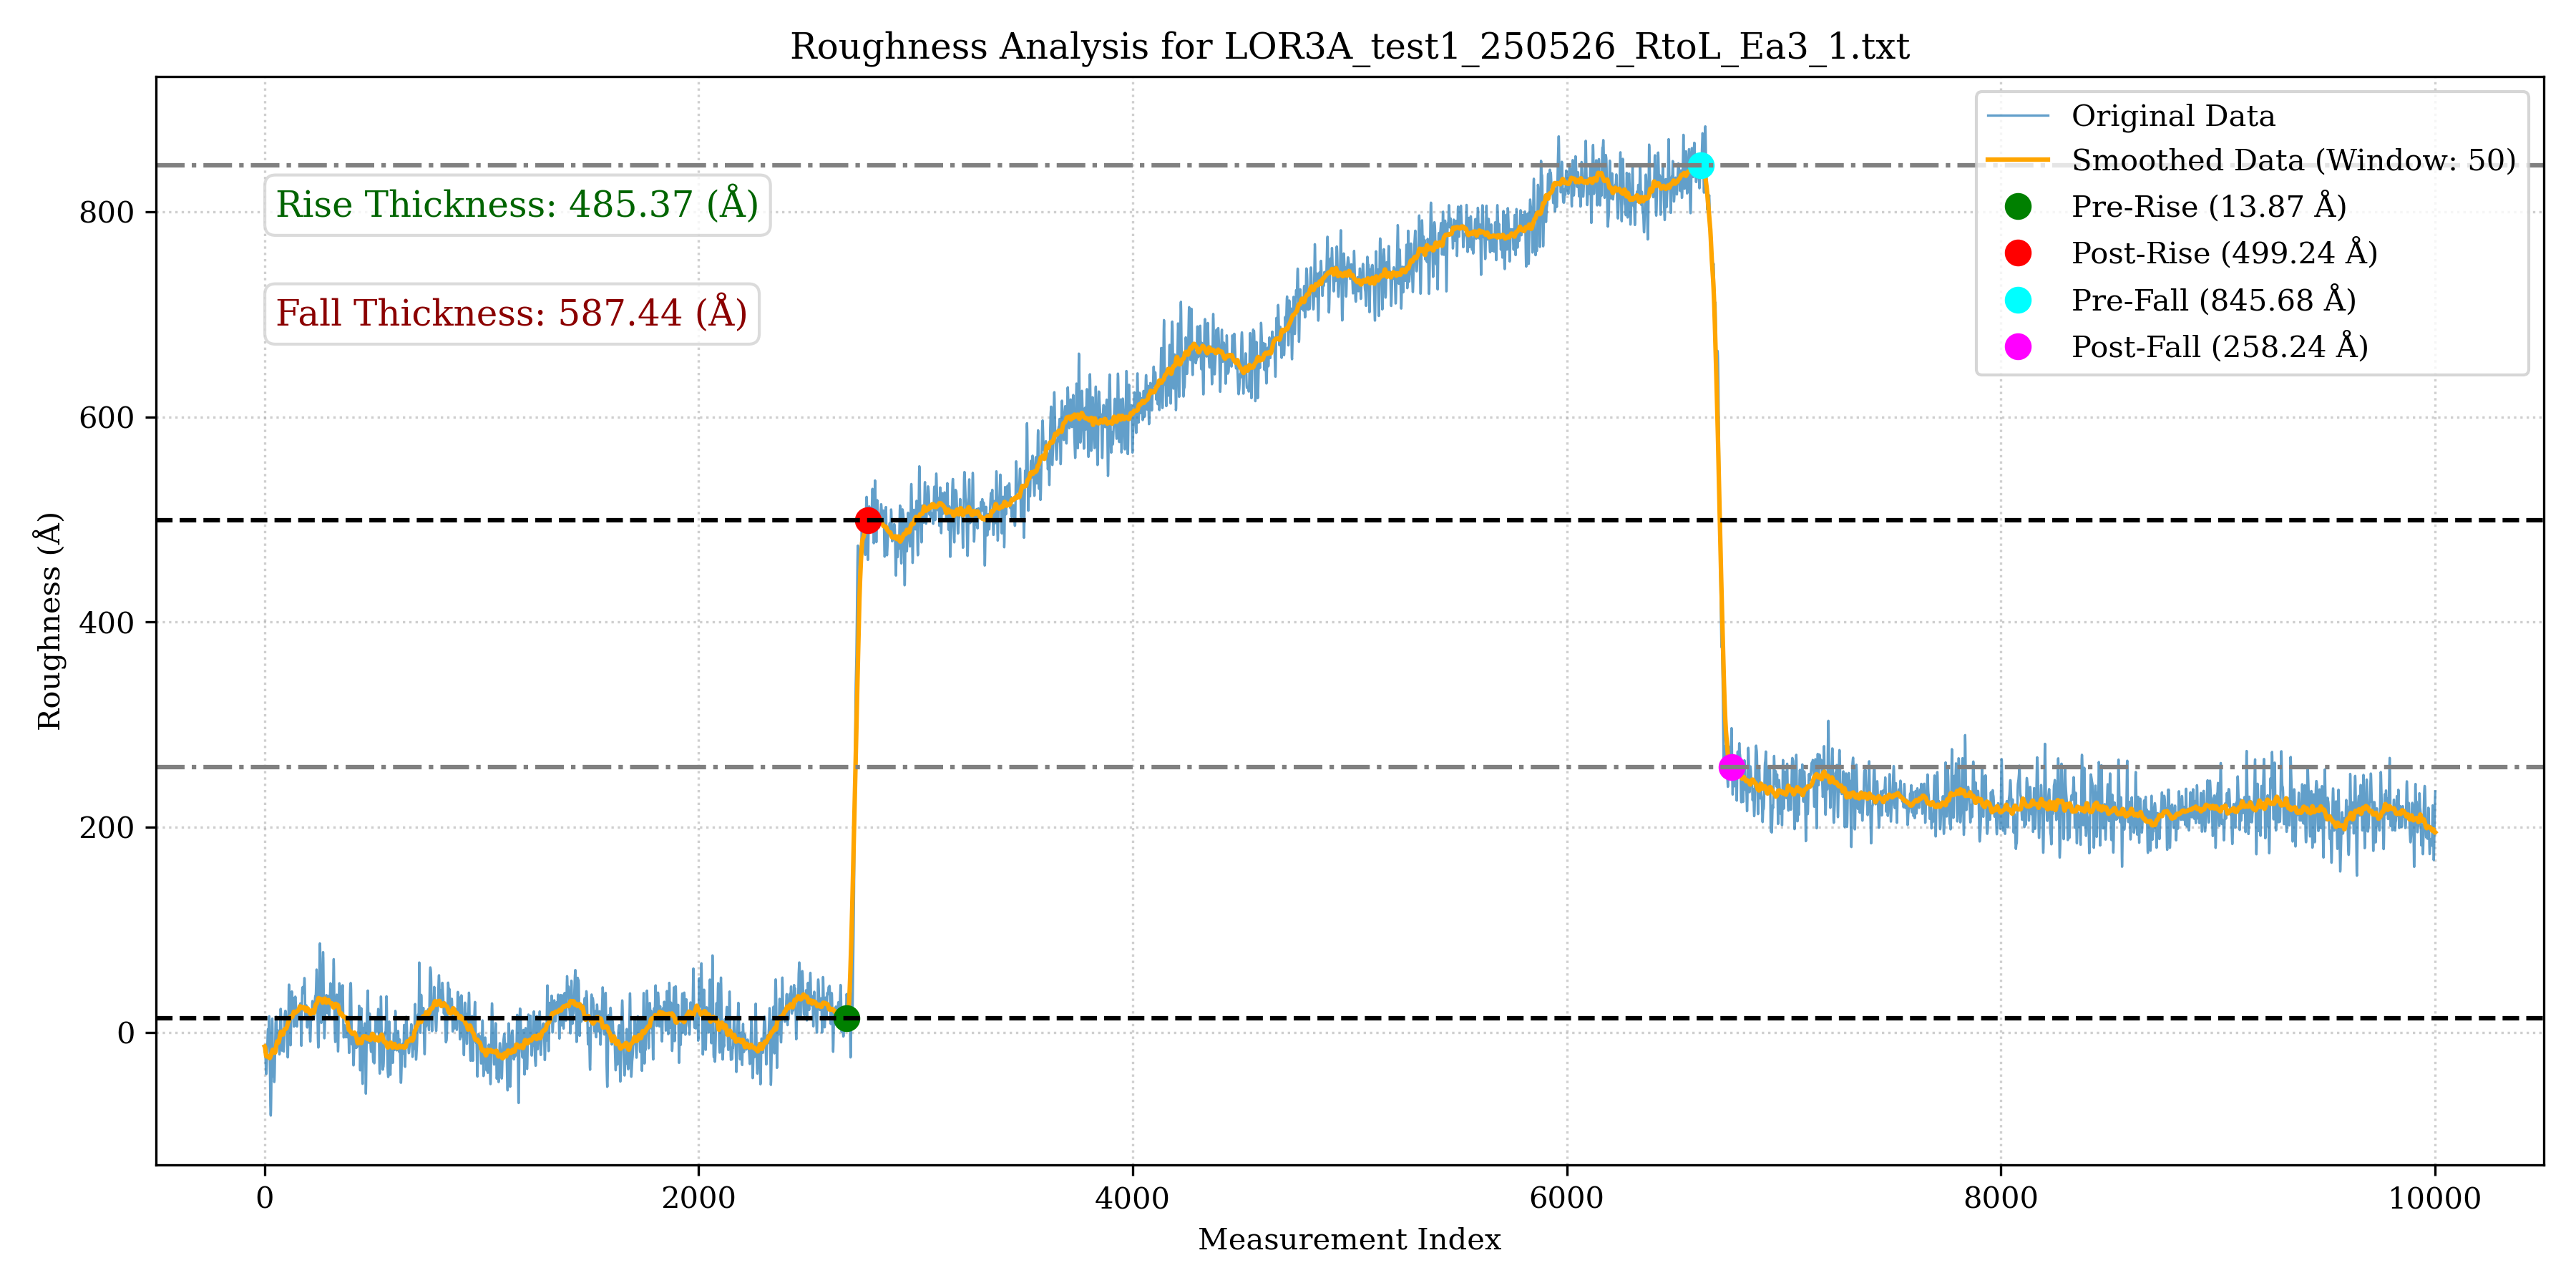 Roughness Analysis for LOR3A_test1_250526_RtoL_Ea3_1.txt
Original Data
Smoothed Data (Window: 50)
Pre-Rise (13.87 Å)
Post-Rise (499.24 Å)
Pre-Fall (845.68 Å)
Post-Fall (258.24 Å)
Rise Thickness: 485.37 (Å)
Fall Thickness: 587.44 (Å)
Roughness (Å)
800
600
400
200
0
0 2000 4000 6000 8000 10000
Measurement Index